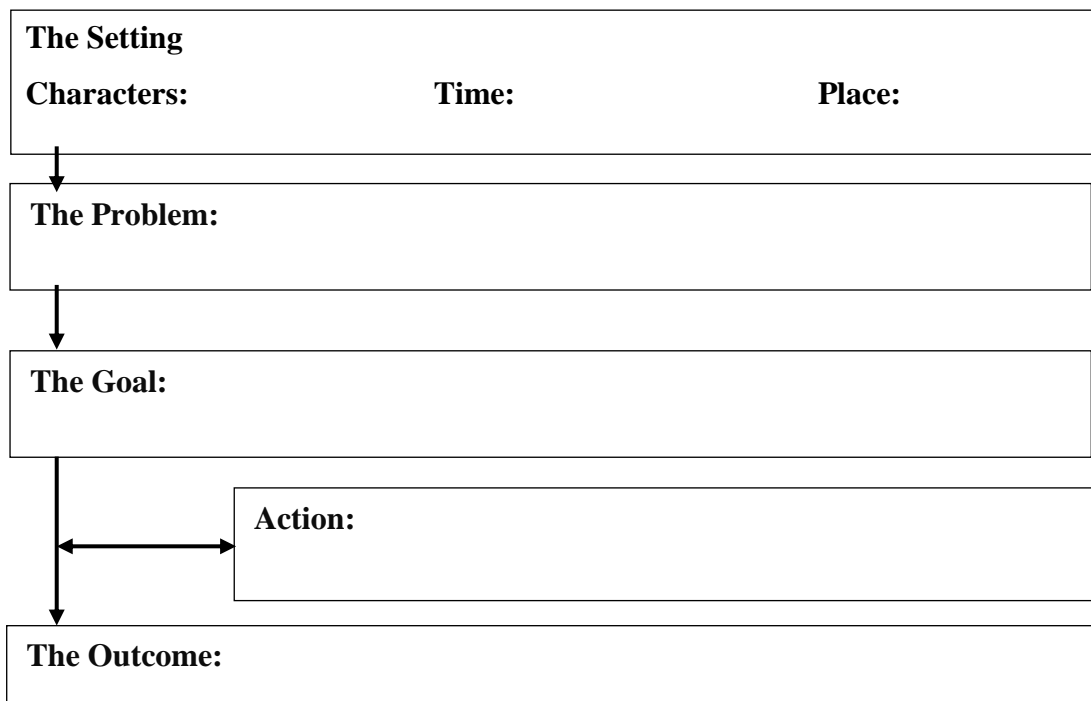 The Setting
Characters: Time: Place:
The Problem:
The Goal:
Action:
The Outcome: